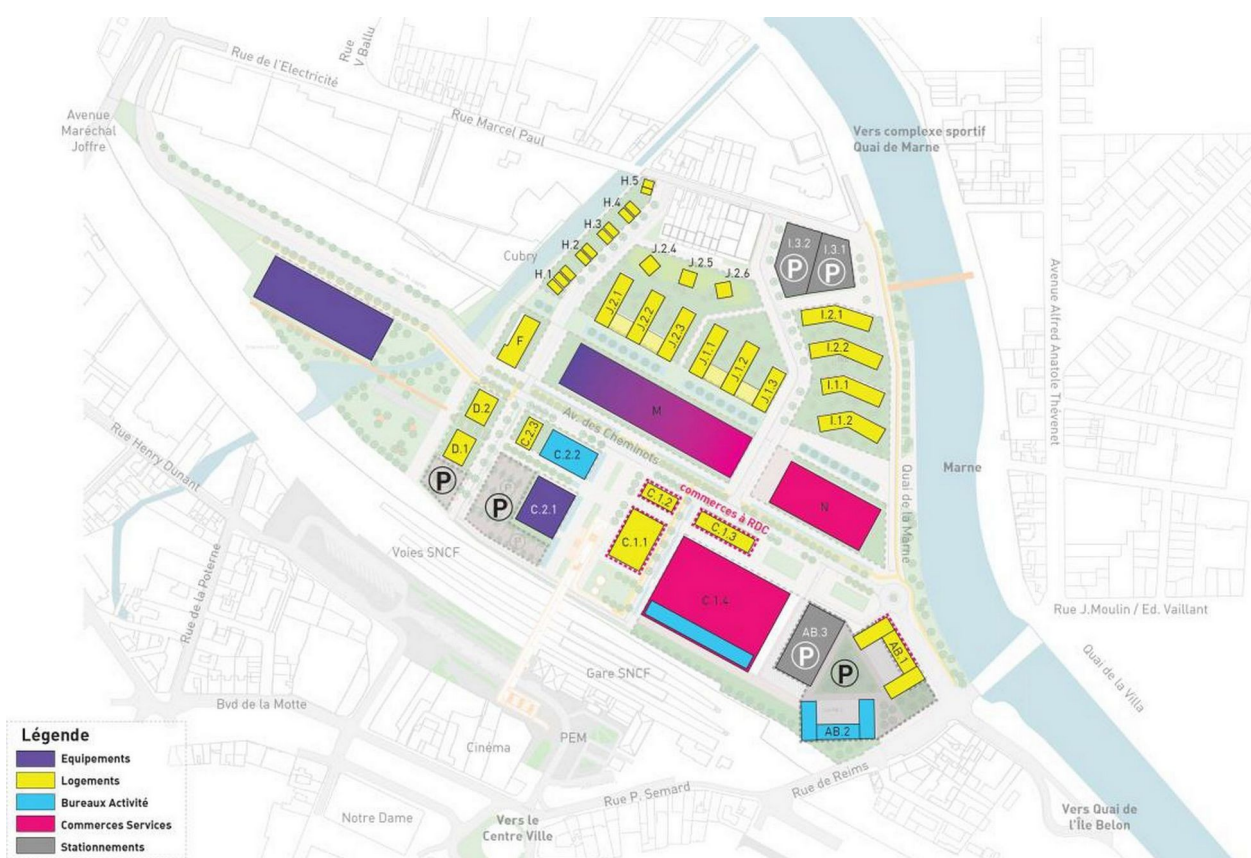 Rue
V Ballu
Rue de l'Electricité
Avenue
Maréchal
Joffre
Rue Marcel Paul
Vers complexe sportif
Quai de Marne
H.5
H.4
H.3
H.2
H.1
Cubry
J.2.4
J.2.5
J.2.6
I.3.2
I.3.1
P
P
J.2.1
J.2.2
J.2.3
J.1.1
J.1.2
J.1.3
I.2.1
I.2.2
I.1.1
I.1.2
Avenue Alfred Anatole Thévenet
F
M
D.2
D.1
C.2.3
C.2.2
C.2.1
Av. des Cheminots
P
P
P
Rue Henry Dunant
Marne
Quai de la Marne
commerces à RDC
C.1.2
C.1.3
C.1.1
C.1.4
N
Voies SNCF
Rue de la Poterne
Gare SNCF
AB.3
P
P
AB.1
AB.2
Rue J.Moulin / Ed. Vaillant
Quai de la Villa
Bvd de la Motte
Cinéma
PEM
Rue P. Semard
Rue de Reims
Notre Dame
Vers le
Centre Ville
Vers Quai de
l'Île Belon
Légende
Equipements
Logements
Bureaux Activité
Commerces Services
Stationnements